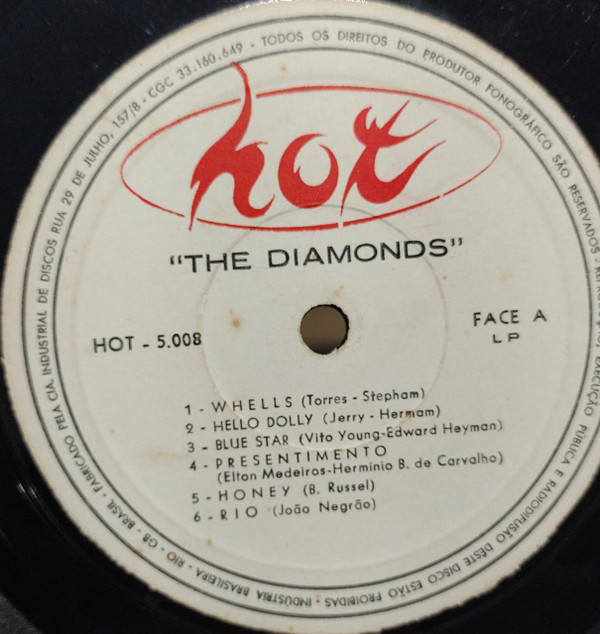 FABRICADO PELA CIA. INDUSTRIAL DE DISCOS RUA 29 DE JULHO, 157/8 - CGC 33.160.649 · TODOS OS DIREITOS DO PRODUTOR FONOGRÁFICO SÃO RESERVADOS - EXECUÇÃO PÚBLICA E RADIODIFUSÃO DÊSTE DISCO ESTÃO PROIBIDAS - INDÚSTRIA BRASILEIRA - RIO - GB - BRASIL -
hot
"THE DIAMONDS"
HOT - 5.008
FACE A
LP
1 - WHELLS (Torres - Stepham)
2 - HELLO DOLLY (Jerry - Hermam)
3 - BLUE STAR (Vito Young-Edward Heyman)
4 - PRESENTIMENTO
(Elton Medeiros-Herminio B. de Carvalho)
5 - HONEY (B. Russel)
6 - RIO (João Negrão)